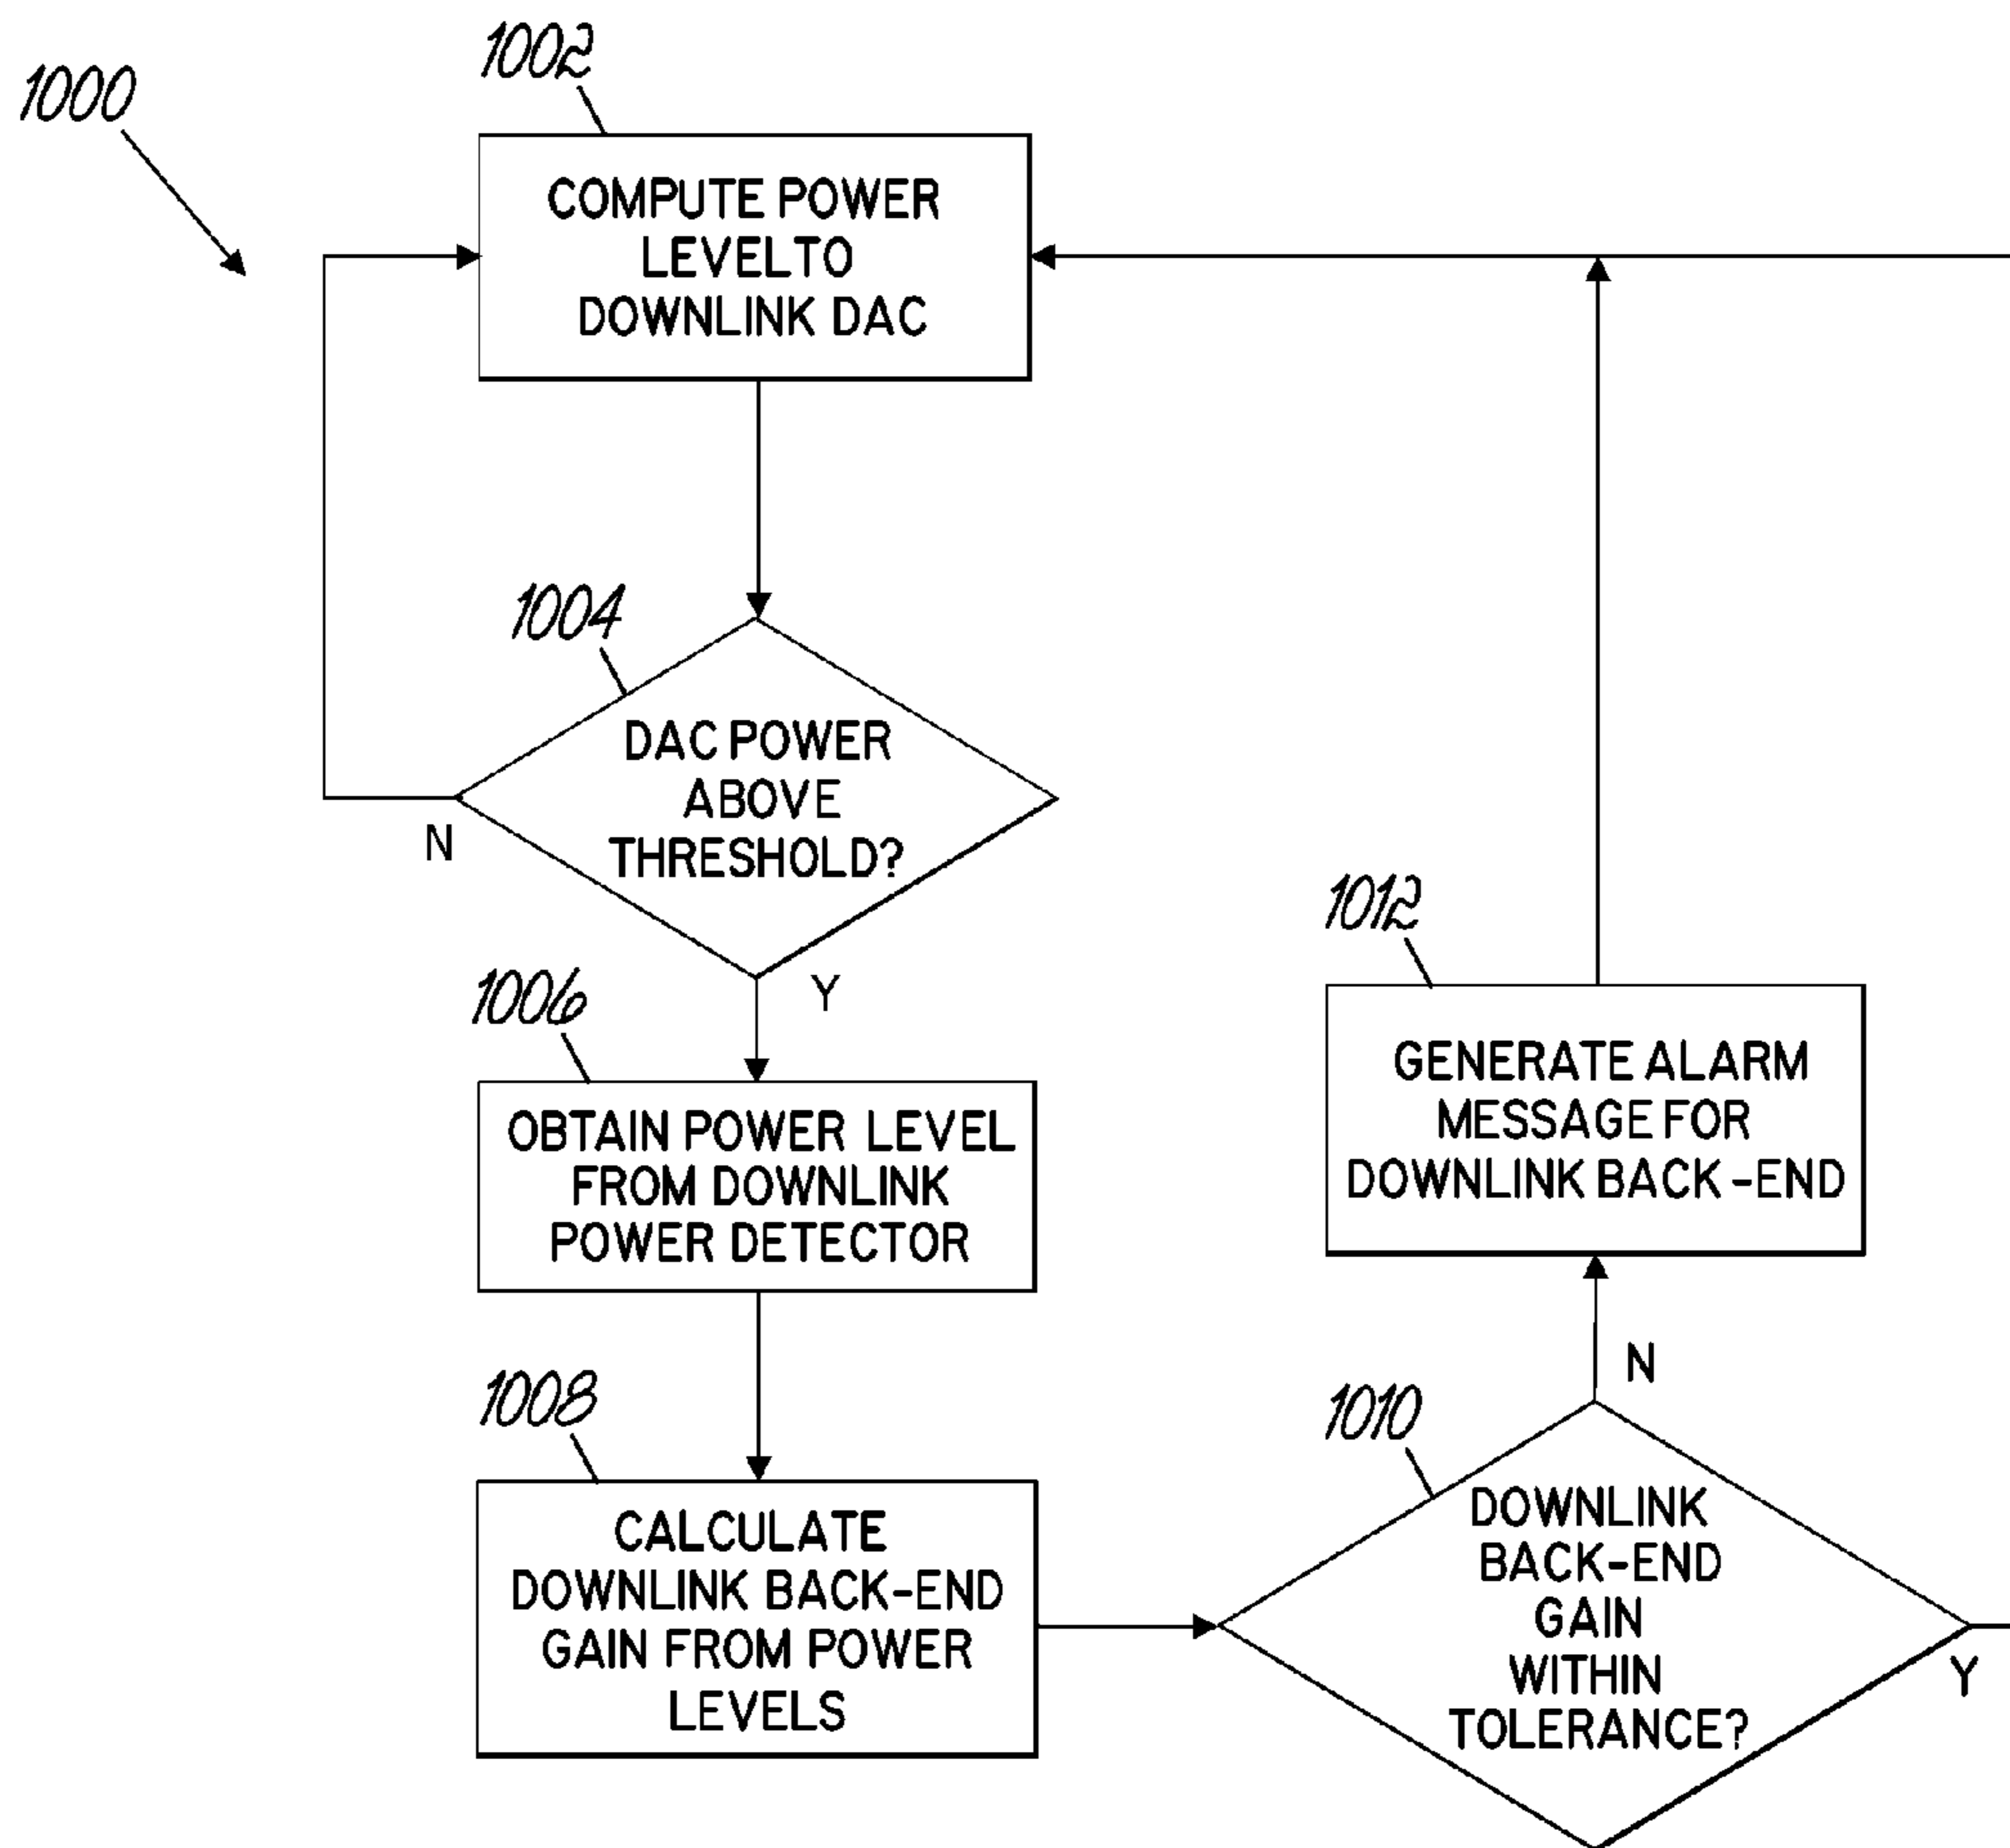 1000
1002
COMPUTE POWER
LEVELTO
DOWNLINK DAC
1004
DAC POWER
ABOVE
THRESHOLD?
N
Y
1006
OBTAIN POWER LEVEL
FROM DOWNLINK
POWER DETECTOR
1008
CALCULATE
DOWNLINK BACK-END
GAIN FROM POWER
LEVELS
1010
DOWNLINK
BACK-END
GAIN
WITHIN
TOLERANCE?
N
Y
1012
GENERATE ALARM
MESSAGE FOR
DOWNLINK BACK-END